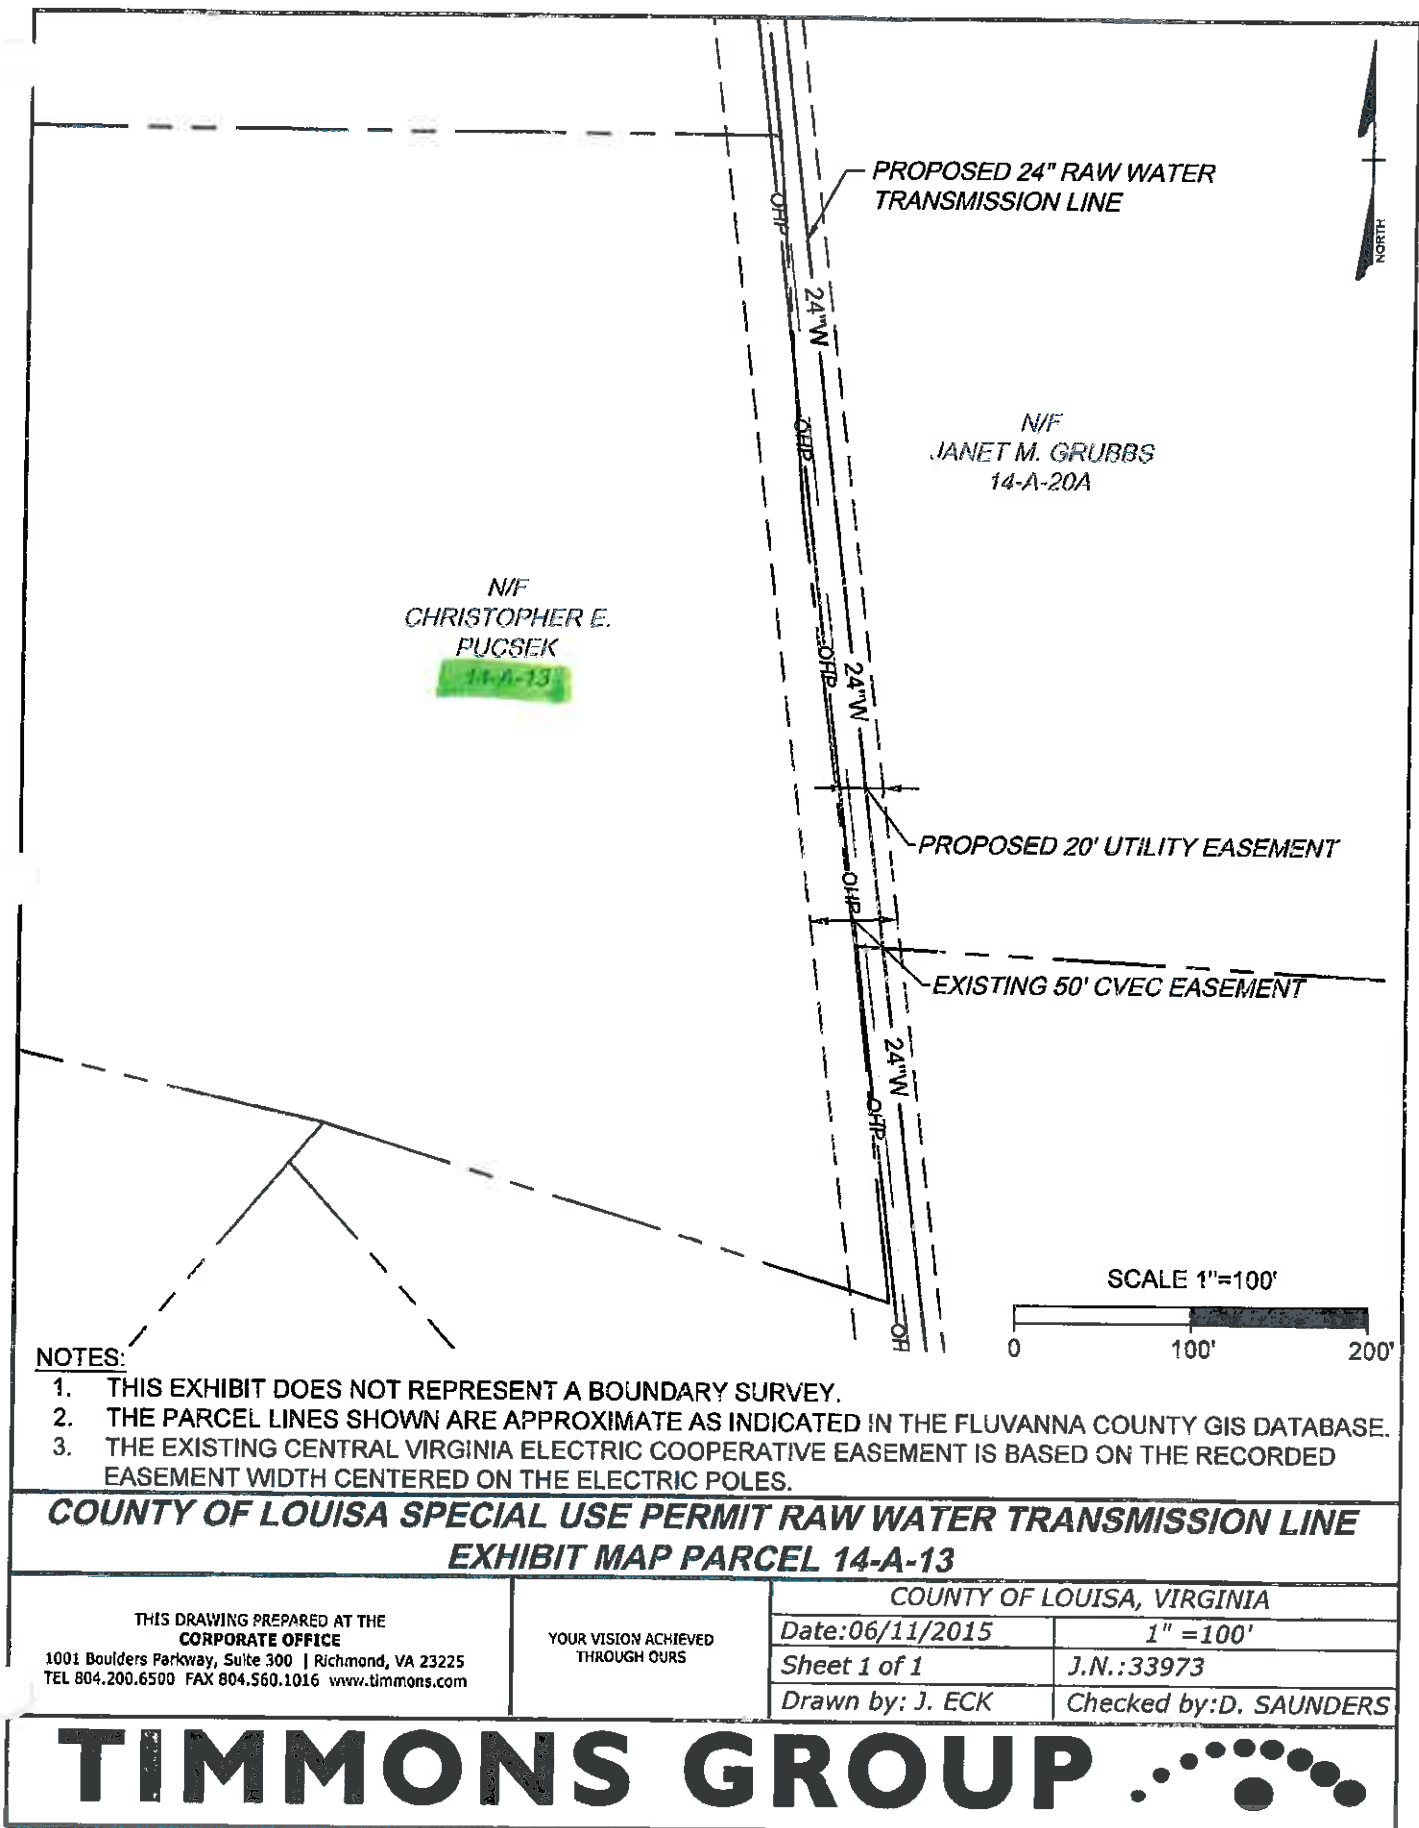 PROPOSED 24" RAW WATER
TRANSMISSION LINE
NORTH
OHP
24"W
N/F
JANET M. GRUBBS
14-A-20A
OHP
N/F
CHRISTOPHER E.
PUCSEK
14-A-13
OHP
24"W
PROPOSED 20' UTILITY EASEMENT
OHP
EXISTING 50' CVEC EASEMENT
24"W
OHP
SCALE 1"=100'
0 100' 200'
OH
NOTES:
1. THIS EXHIBIT DOES NOT REPRESENT A BOUNDARY SURVEY.
2. THE PARCEL LINES SHOWN ARE APPROXIMATE AS INDICATED IN THE FLUVANNA COUNTY GIS DATABASE.
3. THE EXISTING CENTRAL VIRGINIA ELECTRIC COOPERATIVE EASEMENT IS BASED ON THE RECORDED
EASEMENT WIDTH CENTERED ON THE ELECTRIC POLES.
COUNTY OF LOUISA SPECIAL USE PERMIT RAW WATER TRANSMISSION LINE
EXHIBIT MAP PARCEL 14-A-13
THIS DRAWING PREPARED AT THE
CORPORATE OFFICE
1001 Boulders Parkway, Suite 300 | Richmond, VA 23225
TEL 804.200.6500 FAX 804.560.1016 www.timmons.com
YOUR VISION ACHIEVED
THROUGH OURS
COUNTY OF LOUISA, VIRGINIA
Date:06/11/2015
1" =100'
Sheet 1 of 1
J.N.:33973
Drawn by: J. ECK
Checked by:D. SAUNDERS
TIMMONS GROUP